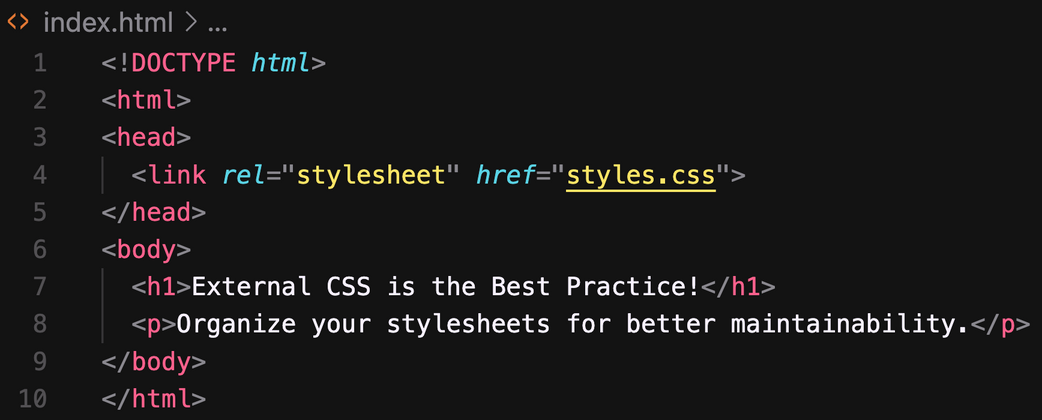 <> index.html > ...
1 <!DOCTYPE html>
2 <html>
3 <head>
4   <link rel="stylesheet" href="styles.css">
5 </head>
6 <body>
7   <h1>External CSS is the Best Practice!</h1>
8   <p>Organize your stylesheets for better maintainability.</p>
9 </body>
10 </html>